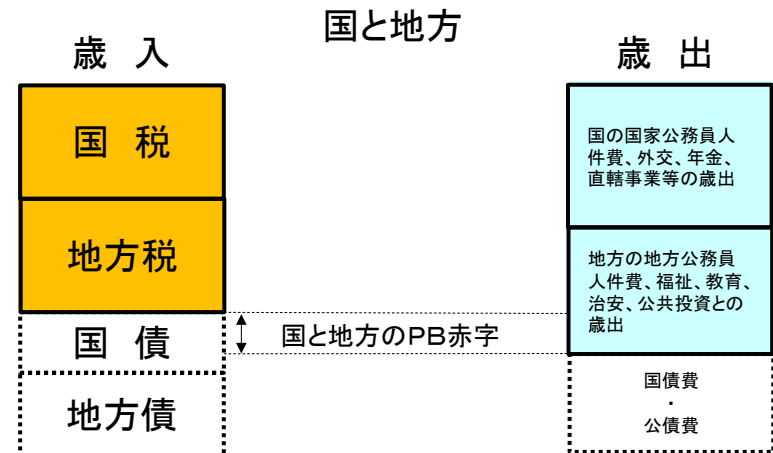 国と地方
歳 入
歳 出
国 税
地方税
国 債
地方債
国と地方のPB赤字
国の国家公務員人
件費、外交、年金、
直轄事業等の歳出
地方の地方公務員
人件費、福祉、教育、
治安、公共投資との
歳出
国債費
・
公債費